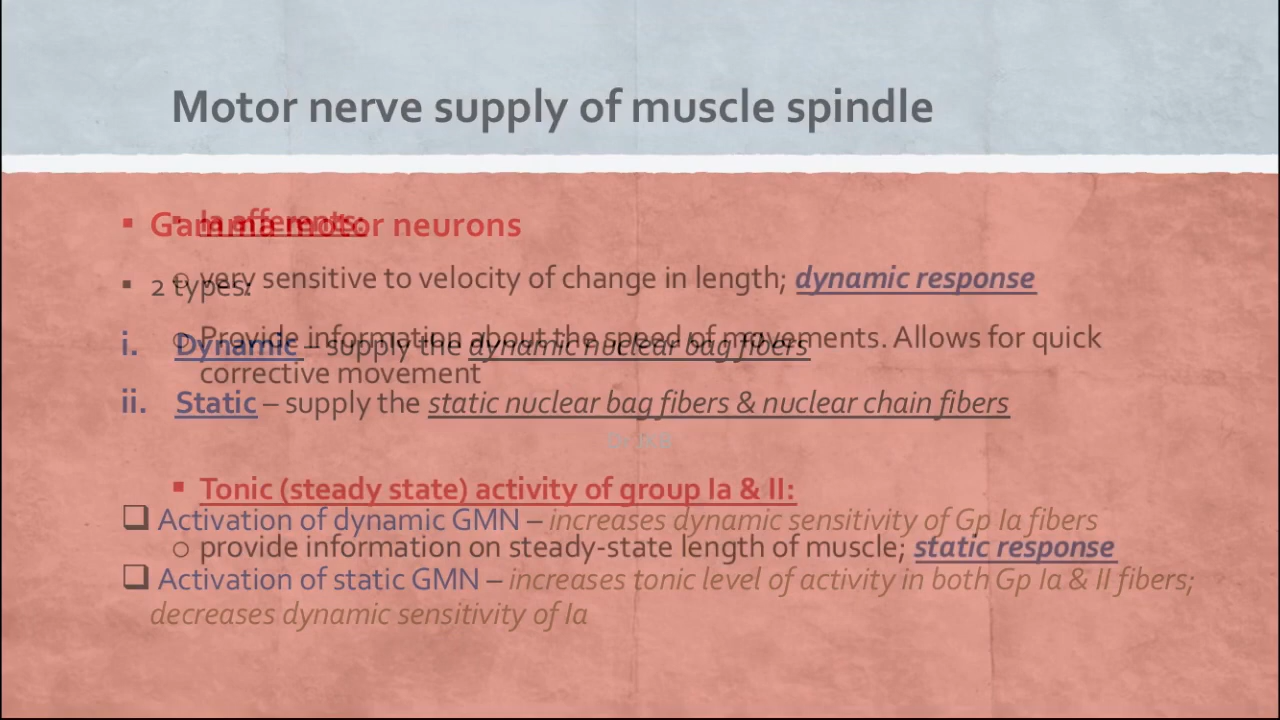 Motor nerve supply of muscle spindle
▪ Gamma motor neurons
▪ Ia afferents:
○ very sensitive to velocity of change in length; dynamic response
▪ 2 types:
○ Provide information about the speed of movements. Allows for quick
corrective movement
i. Dynamic – supply the dynamic nuclear bag fibers
ii. Static – supply the static nuclear bag fibers & nuclear chain fibers
▪ Tonic (steady state) activity of group Ia & II:
❑ Activation of dynamic GMN – increases dynamic sensitivity of Gp Ia fibers
○ provide information on steady-state length of muscle; static response
❑ Activation of static GMN – increases tonic level of activity in both Gp Ia & II fibers;
decreases dynamic sensitivity of Ia